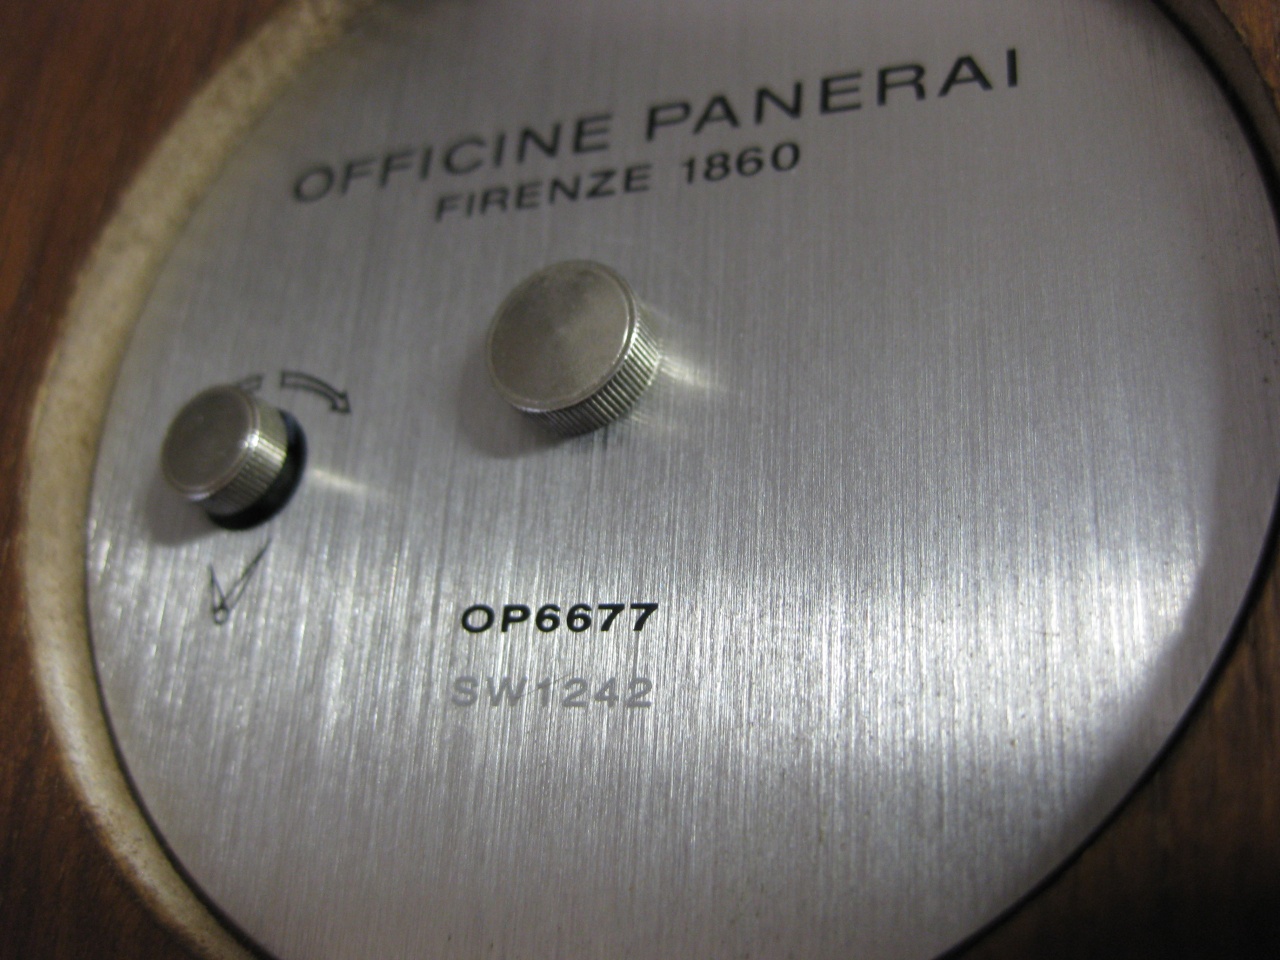 OFFICINE PANERAI
FIRENZE 1860
OP6677
SW1242